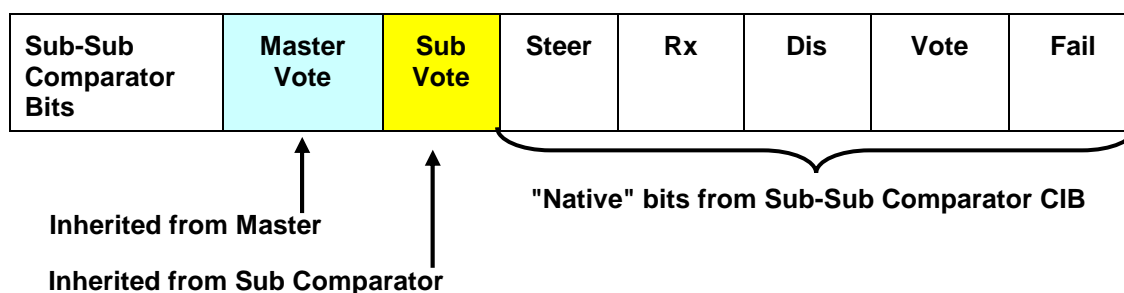 Sub-Sub Comparator Bits
Master Vote
Sub Vote
Steer
Rx
Dis
Vote
Fail
"Native" bits from Sub-Sub Comparator CIB
Inherited from Master
Inherited from Sub Comparator